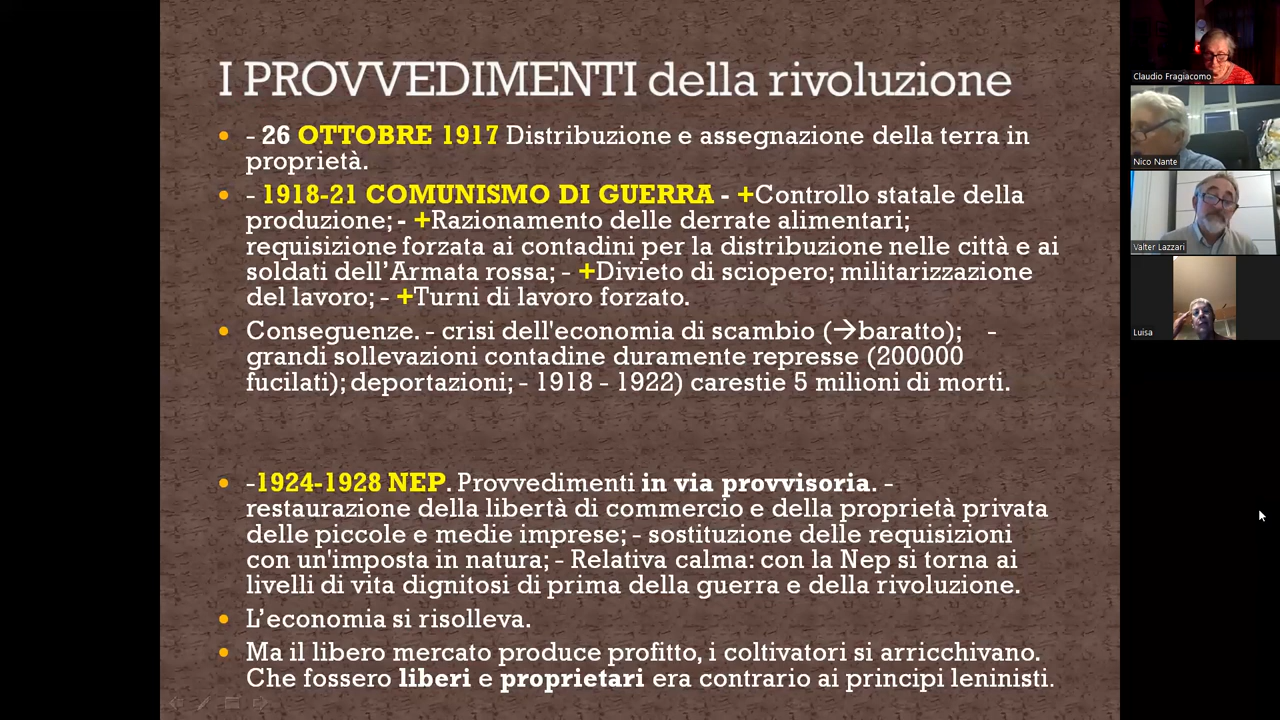 I PROVVEDIMENTI della rivoluzione
- 26 OTTOBRE 1917 Distribuzione e assegnazione della terra in
proprietà.
- 1918-21 COMUNISMO DI GUERRA - +Controllo statale della
produzione; - +Razionamento delle derrate alimentari;
requisizione forzata ai contadini per la distribuzione nelle città e ai
soldati dell’Armata rossa; - +Divieto di sciopero; militarizzazione
del lavoro; - +Turni di lavoro forzato.
Conseguenze. - crisi dell'economia di scambio (→baratto); -
grandi sollevazioni contadine duramente represse (200000
fucilati); deportazioni; - 1918 - 1922) carestie 5 milioni di morti.
-1924-1928 NEP. Provvedimenti in via provvisoria. -
restaurazione della libertà di commercio e della proprietà privata
delle piccole e medie imprese; - sostituzione delle requisizioni
con un'imposta in natura; - Relativa calma: con la Nep si torna ai
livelli di vita dignitosi di prima della guerra e della rivoluzione.
L’economia si risolleva.
Ma il libero mercato produce profitto, i coltivatori si arricchivano.
Che fossero liberi e proprietari era contrario ai principi leninisti.
Claudio Fragiacomo
Nico Nante
Valter Lazzari
Luisa